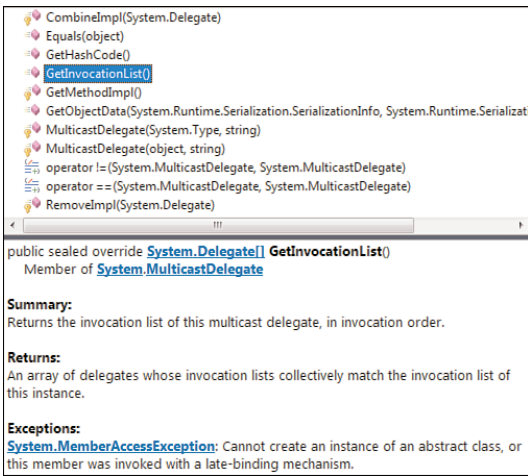 CombineImpl(System.Delegate)
Equals(object)
GetHashCode()
GetInvocationList()
GetMethodImpl()
GetObjectData(System.Runtime.Serialization.SerializationInfo, System.Runtime.Serializati
MulticastDelegate(System.Type, string)
MulticastDelegate(object, string)
operator !=(System.MulticastDelegate, System.MulticastDelegate)
operator ==(System.MulticastDelegate, System.MulticastDelegate)
RemoveImpl(System.Delegate)
public sealed override System.Delegate[] GetInvocationList()
Member of System.MulticastDelegate
Summary:
Returns the invocation list of this multicast delegate, in invocation order.
Returns:
An array of delegates whose invocation lists collectively match the invocation list of
this instance.
Exceptions:
System.MemberAccessException: Cannot create an instance of an abstract class, or
this member was invoked with a late-binding mechanism.